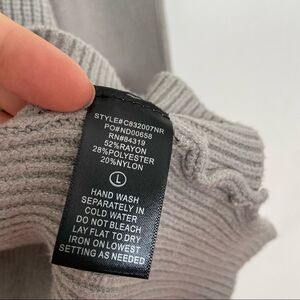 STYLE#C832007NR
PO#ND00658
RN#84319
52%RAYON
28%POLYESTER
20%NYLON
L
HAND WASH
SEPARATELY IN
COLD WATER
DO NOT BLEACH
LAY FLAT TO DRY
IRON ON LOWEST
SETTING AS NEEDED